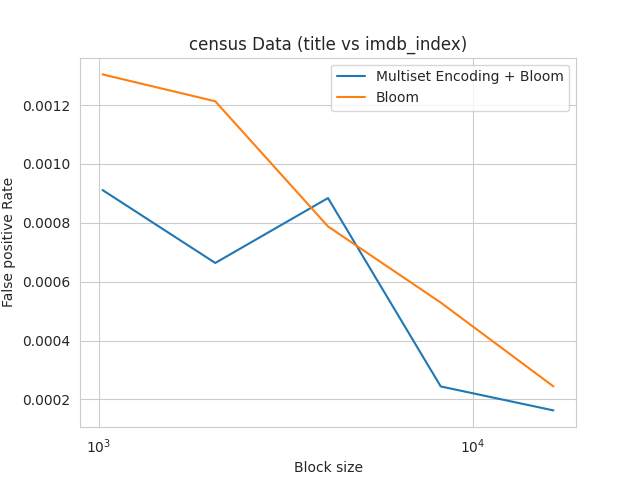 census Data (title vs imdb_index)
Multiset Encoding + Bloom
Bloom
0.0012
0.0010
0.0008
0.0006
0.0004
0.0002
False positive Rate
10³
10⁴
Block size